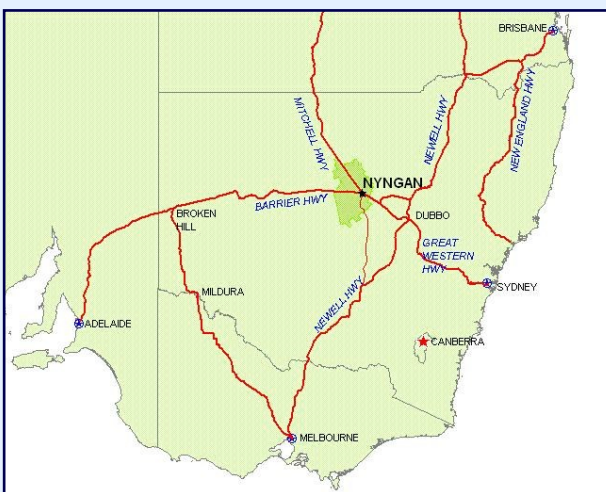 BRISBANE
MITCHELL HWY
NEWELL HWY
NEW ENGLAND HWY
NYNGAN
BARRIER HWY
BROKEN
HILL
DUBBO
GREAT
WESTERN
HWY
SYDNEY
MILDURA
NEWELL HWY
ADELAIDE
CANBERRA
MELBOURNE